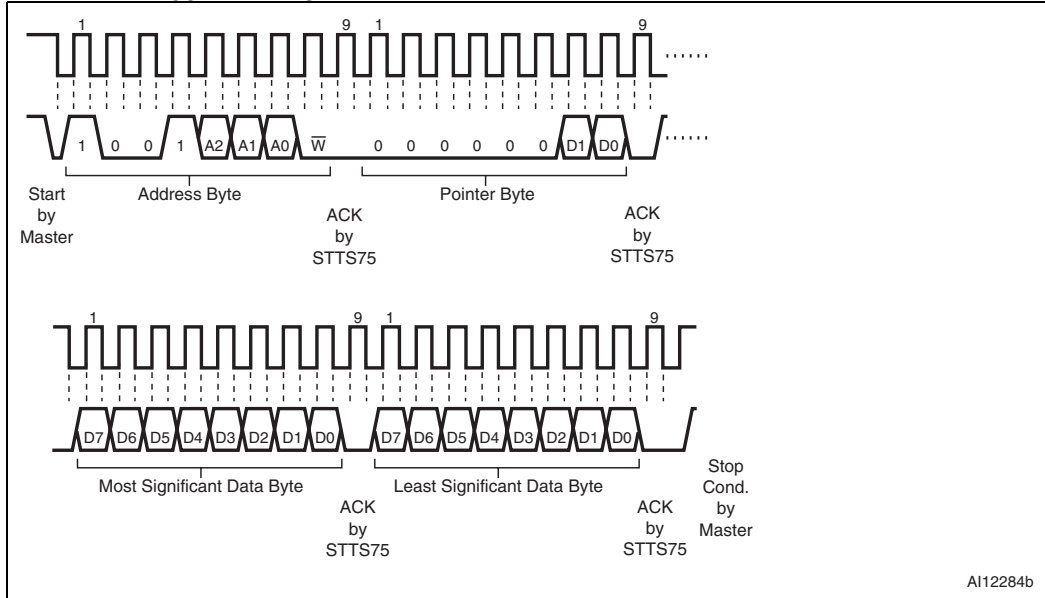 1 9 1 9
1 0 0 1 A2 A1 A0 W 0 0 0 0 0 0 D1 D0
Start
by
Master
Address Byte
Pointer Byte
ACK
by
STTS75
ACK
by
STTS75
1 9 1 9
D7 D6 D5 D4 D3 D2 D1 D0 D7 D6 D5 D4 D3 D2 D1 D0
Most Significant Data Byte
Least Significant Data Byte
ACK
by
STTS75
ACK
by
STTS75
Stop
Cond.
by
Master
AI12284b